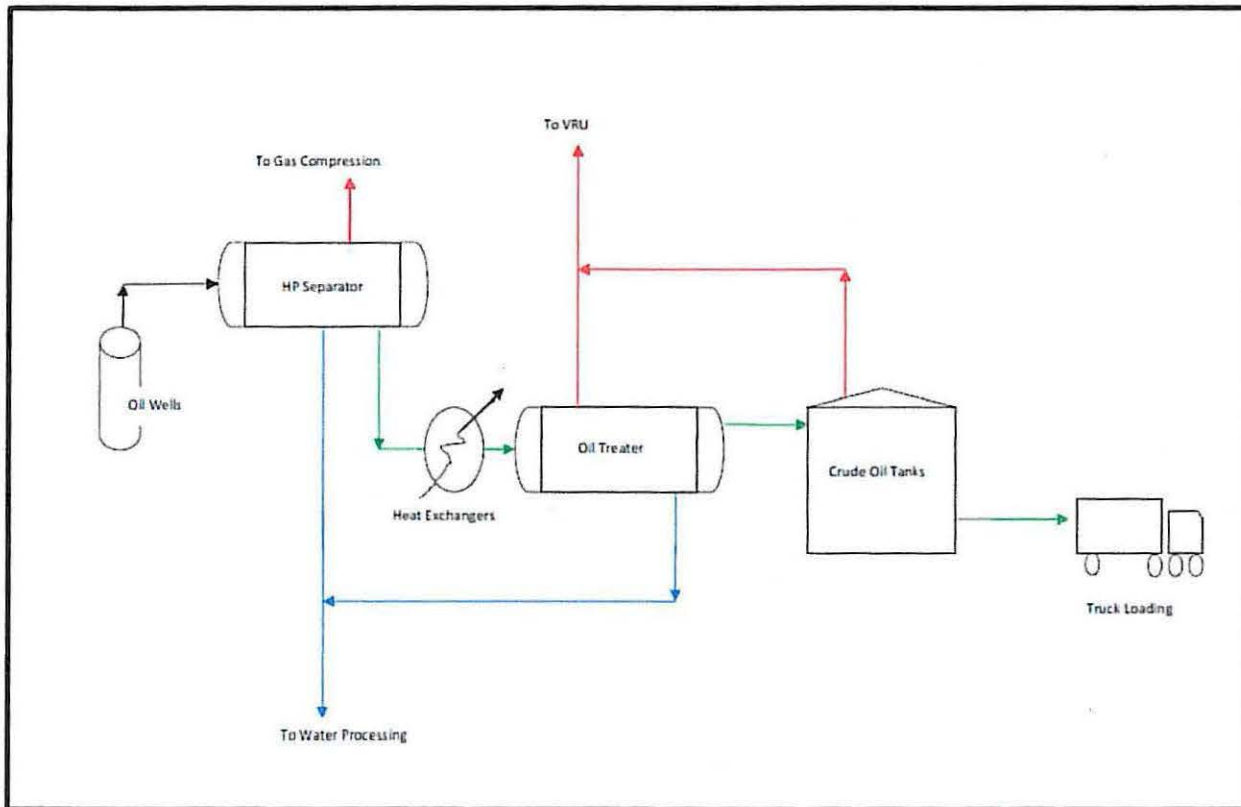 To VRU
To Gas Compression
HP Separator
Oil Wells
Oil Treater
Crude Oil Tanks
Heat Exchangers
Truck Loading
To Water Processing